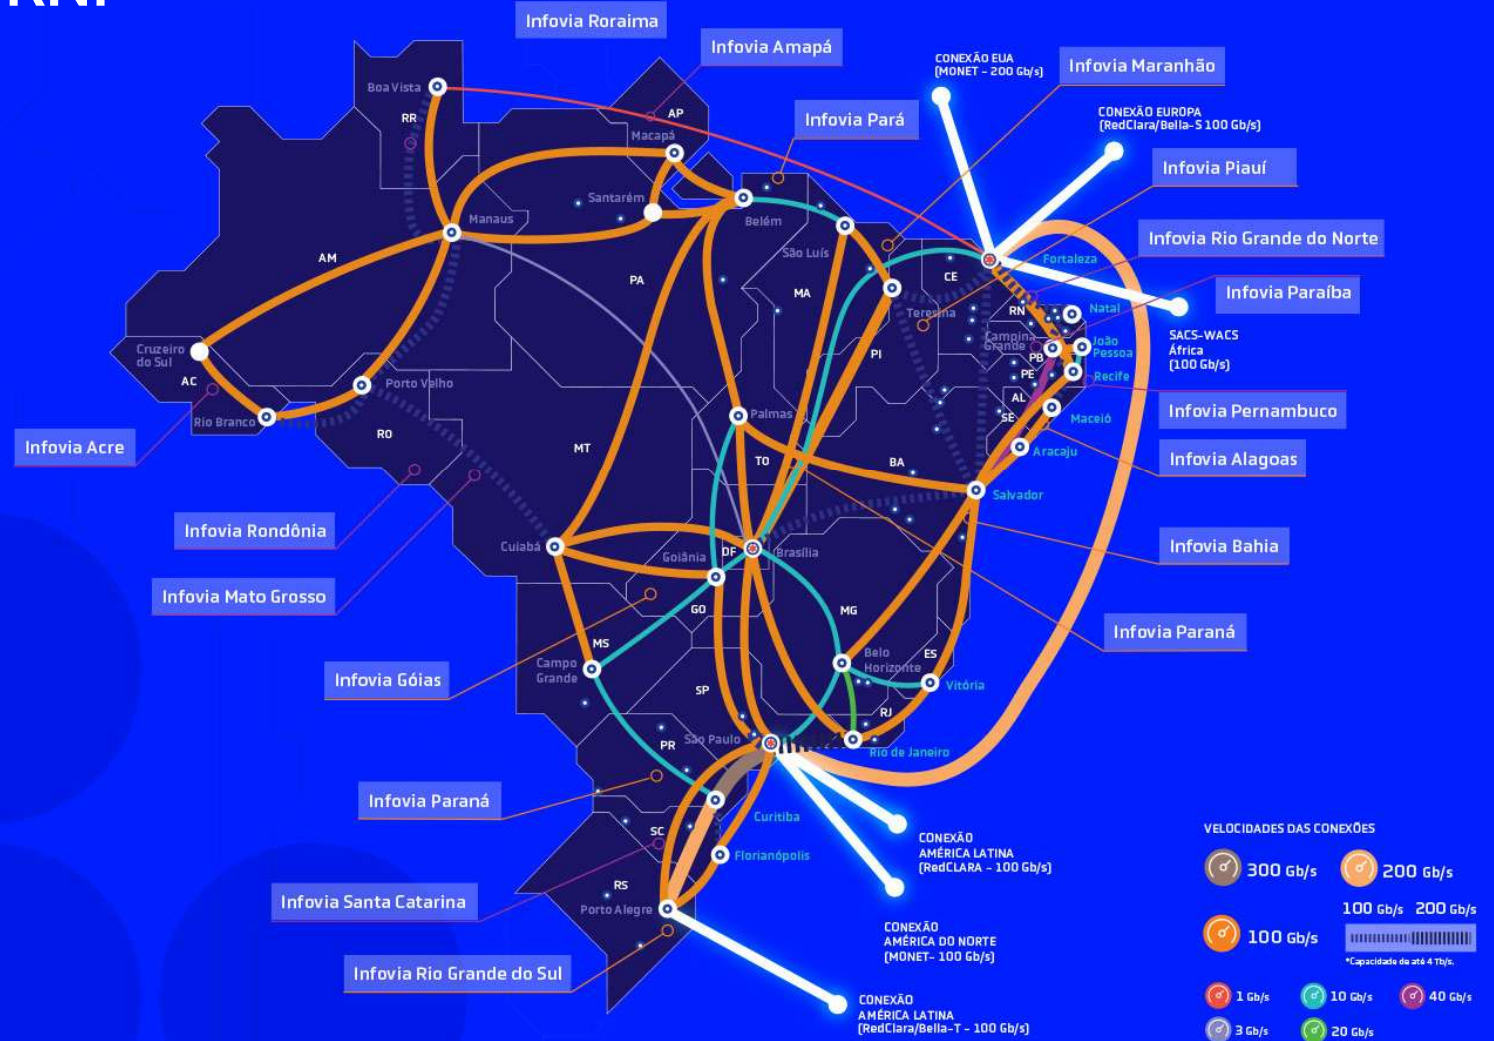 Infovia Roraima
Infovia Amapá
CONEXÃO EUA
(MONET - 200 Gb/s)
Infovia Maranhão
Boa Vista
RR
AP
Macapá
Infovia Pará
CONEXÃO EUROPA
(RedClara/Bella-S 100 Gb/s)
Infovia Piauí
Santarém
Manaus
Belém
São Luís
Infovia Rio Grande do Norte
AM
PA
MA
CE
Fortaleza
Infovia Paraíba
Teresina
RN
Natal
SACS-WACS
África
(100 Gb/s)
Cruzeiro
do Sul
AC
Porto Velho
PI
Campina
Grande
PB
João
Pessoa
PE
Recife
Rio Branco
RO
Palmas
AL
SE
Maceió
Infovia Pernambuco
Infovia Acre
MT
TO
BA
Aracaju
Infovia Alagoas
Salvador
Infovia Rondônia
Cuiabá
Goiânia
DF
Brasília
Infovia Bahia
Infovia Mato Grosso
GO
MG
MS
Infovia Paraná
Campo
Grande
Belo
Horizonte
ES
Vitória
Infovia Góias
SP
RJ
PR
São Paulo
Rio de Janeiro
Infovia Paraná
Curitiba
SC
Florianópolis
CONEXÃO
AMÉRICA LATINA
(RedCLARA - 100 Gb/s)
RS
Porto Alegre
Infovia Santa Catarina
CONEXÃO
AMÉRICA DO NORTE
(MONET- 100 Gb/s)
Infovia Rio Grande do Sul
CONEXÃO
AMÉRICA LATINA
(RedClara/Bella-T - 100 Gb/s)
VELOCIDADES DAS CONEXÕES
300 Gb/s
200 Gb/s
100 Gb/s
100 Gb/s 200 Gb/s
*Capacidade de até 4 Tb/s.
1 Gb/s
10 Gb/s
40 Gb/s
3 Gb/s
20 Gb/s